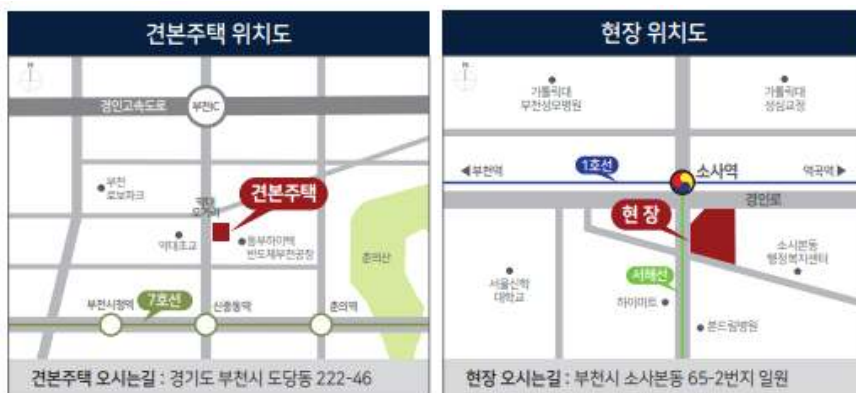 견본주택 위치도
N
경인고속도로
부천IC
부천
로보파크
약대
오거리
견본주택
약대초교
동부하이텍
반도체부천공장
춘의산
부천시청역
7호선
신중동역
춘의역
견본주택 오시는길 : 경기도 부천시 도당동 222-46
현장 위치도
N
가톨릭대
부천성모병원
가톨릭대
성심교정
◀부천역
1호선
소사역
역곡역▶
경인로
현 장
서울신학
대학교
서해선
소사본동
행정복지센터
하이마트
본드림병원
현장 오시는길 : 부천시 소사본동 65-2번지 일원